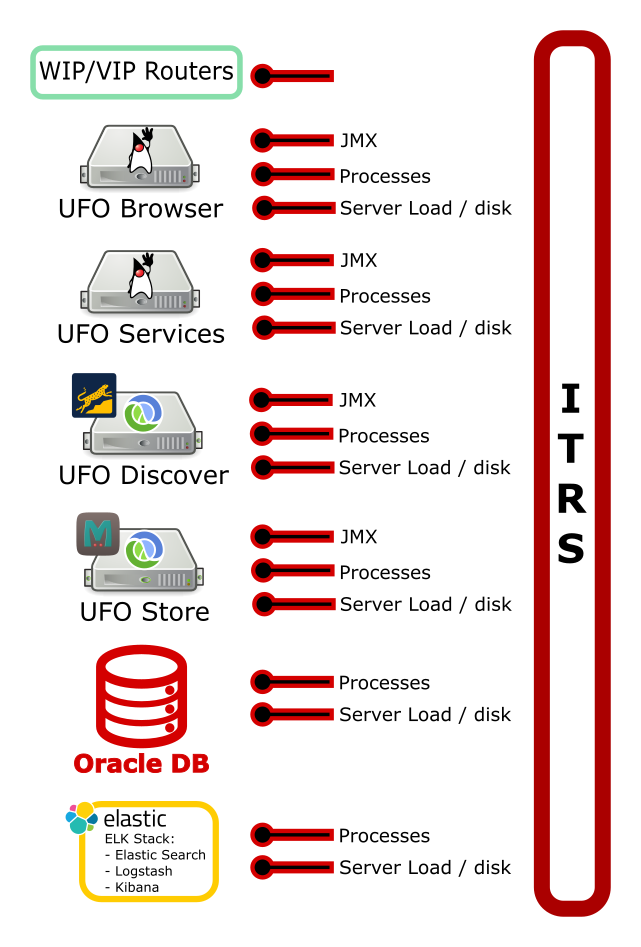 WIP/VIP Routers
JMX
Processes
UFO Browser
Server Load / disk
JMX
Processes
UFO Services
Server Load / disk
JMX
Processes
UFO Discover
Server Load / disk
M
JMX
Processes
UFO Store
Server Load / disk
Processes
Server Load / disk
Oracle DB
elastic
ELK Stack:
- Elastic Search
- Logstash
- Kibana
Processes
Server Load / disk
I
T
R
S